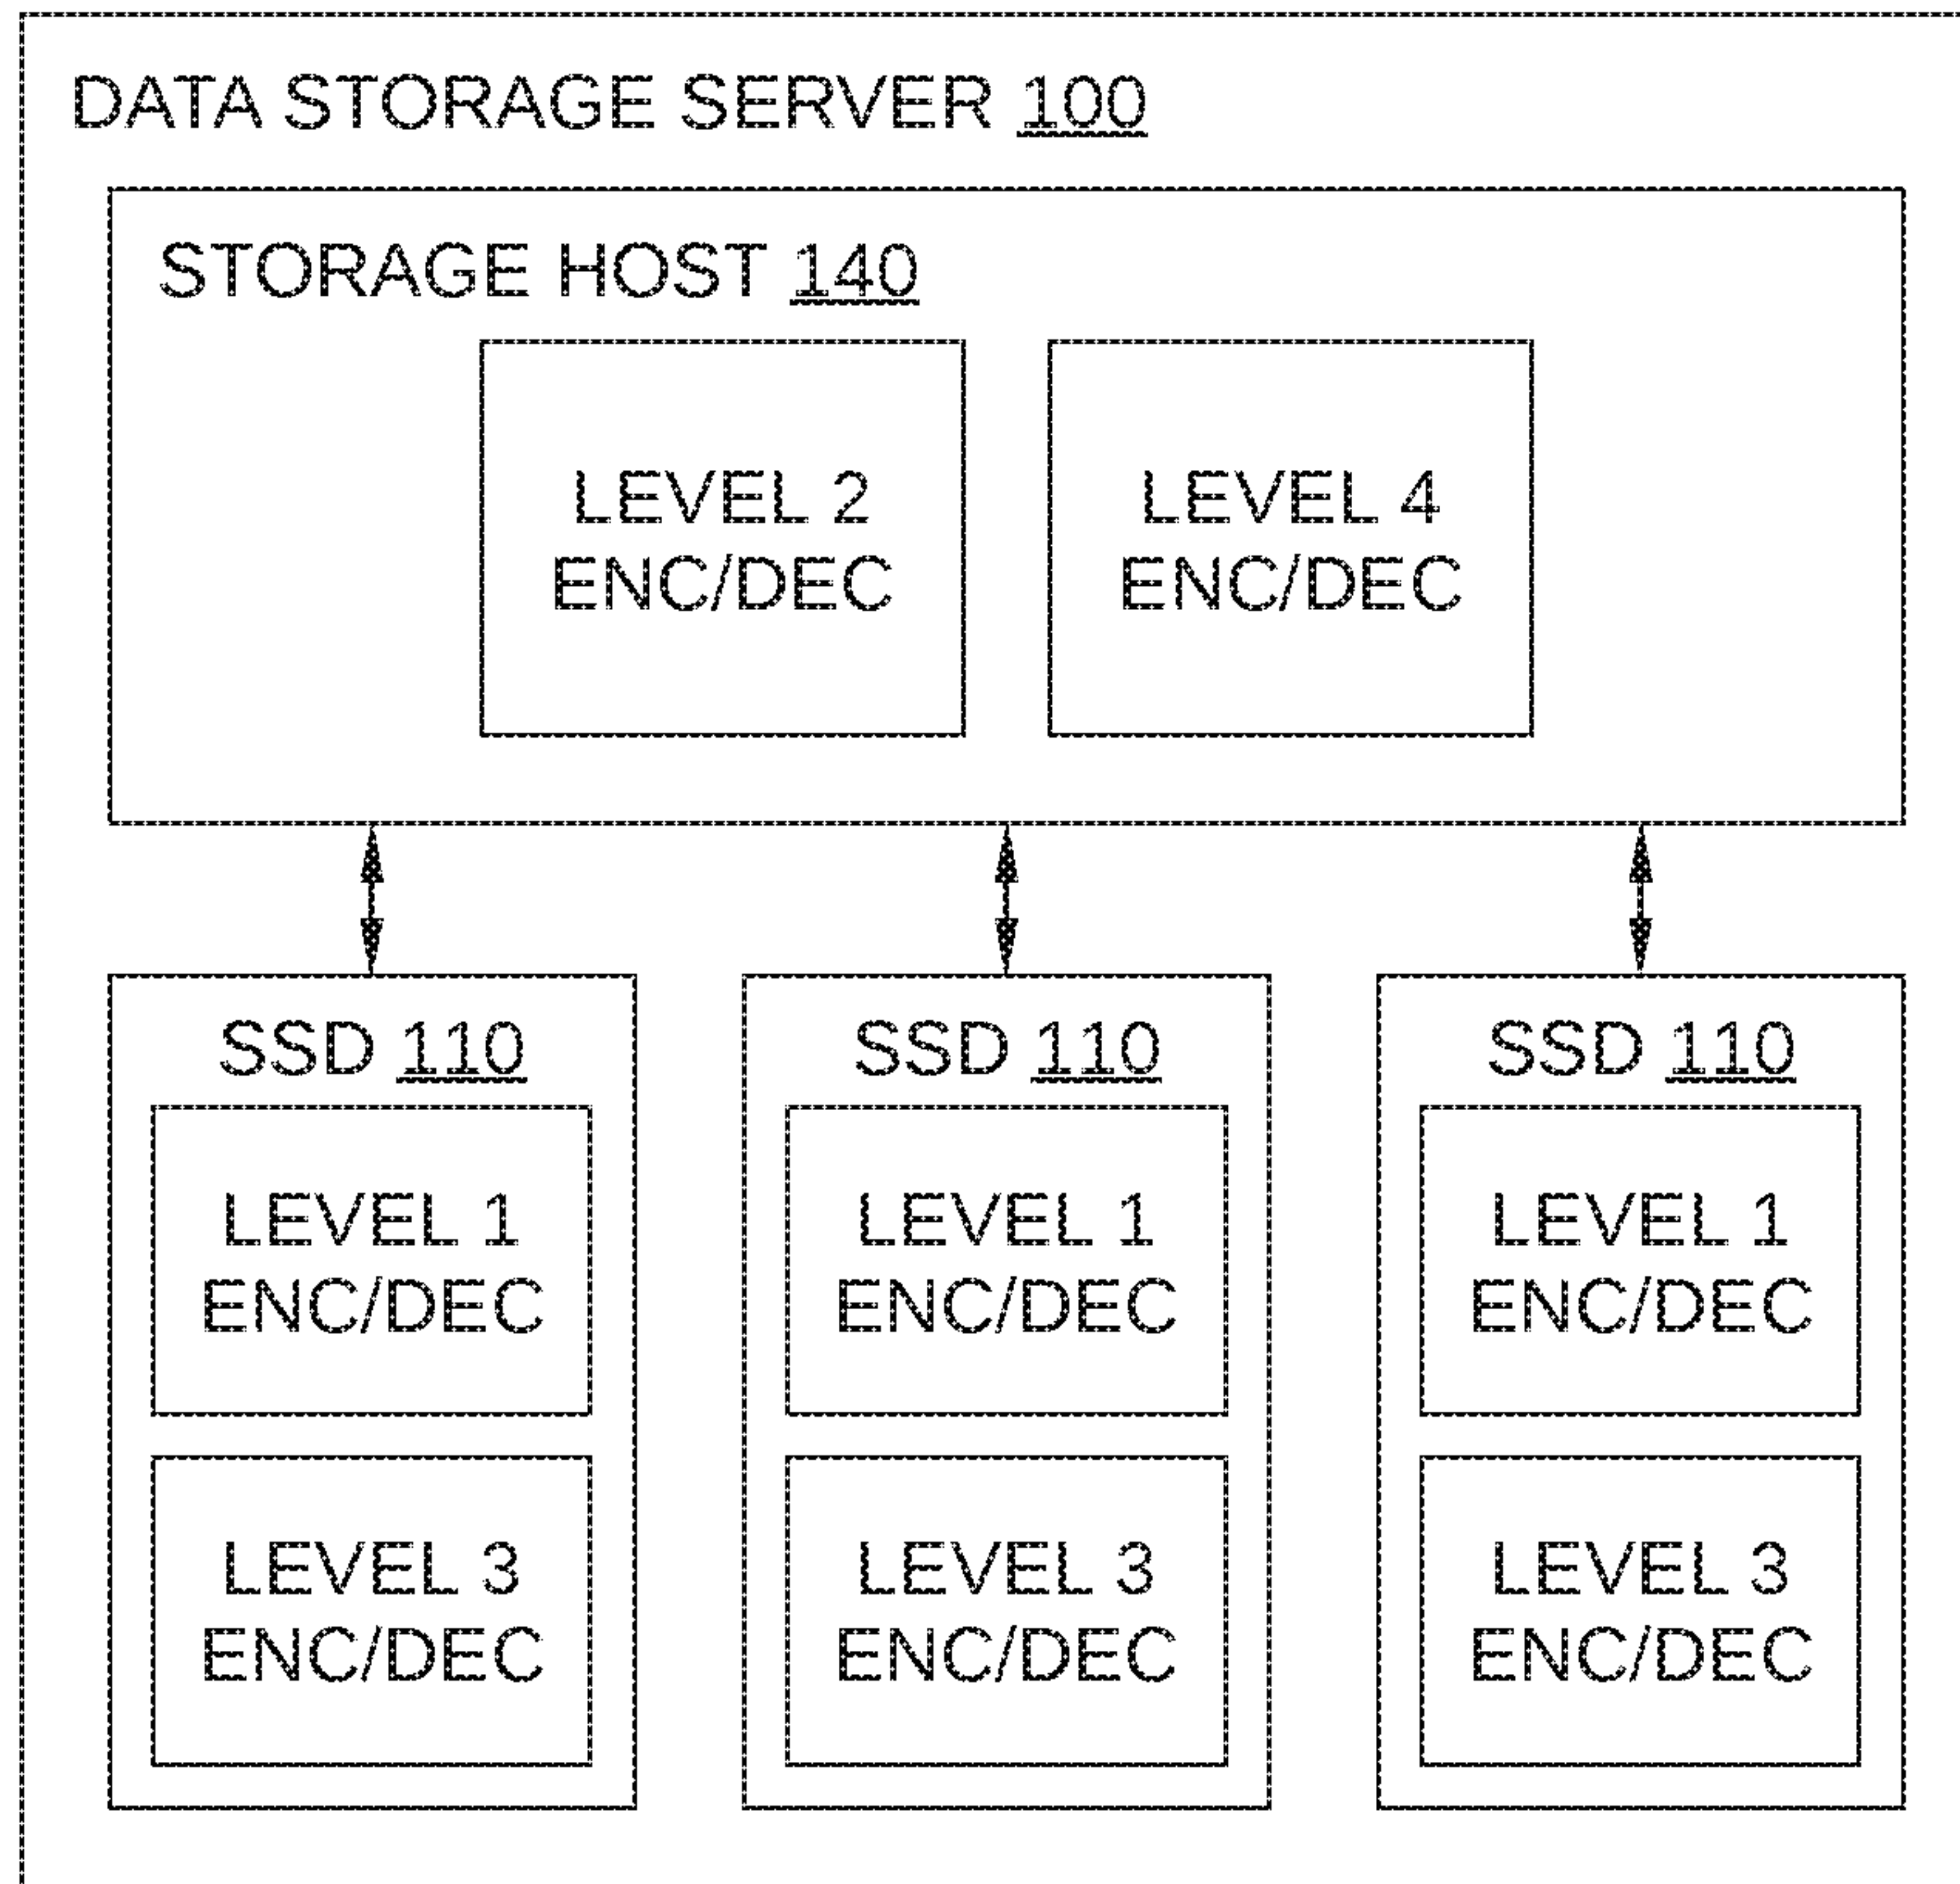 DATA STORAGE SERVER 100
STORAGE HOST 140
LEVEL 2
ENC/DEC
LEVEL 4
ENC/DEC
SSD 110
LEVEL 1
ENC/DEC
LEVEL 3
ENC/DEC
SSD 110
LEVEL 1
ENC/DEC
LEVEL 3
ENC/DEC
SSD 110
LEVEL 1
ENC/DEC
LEVEL 3
ENC/DEC